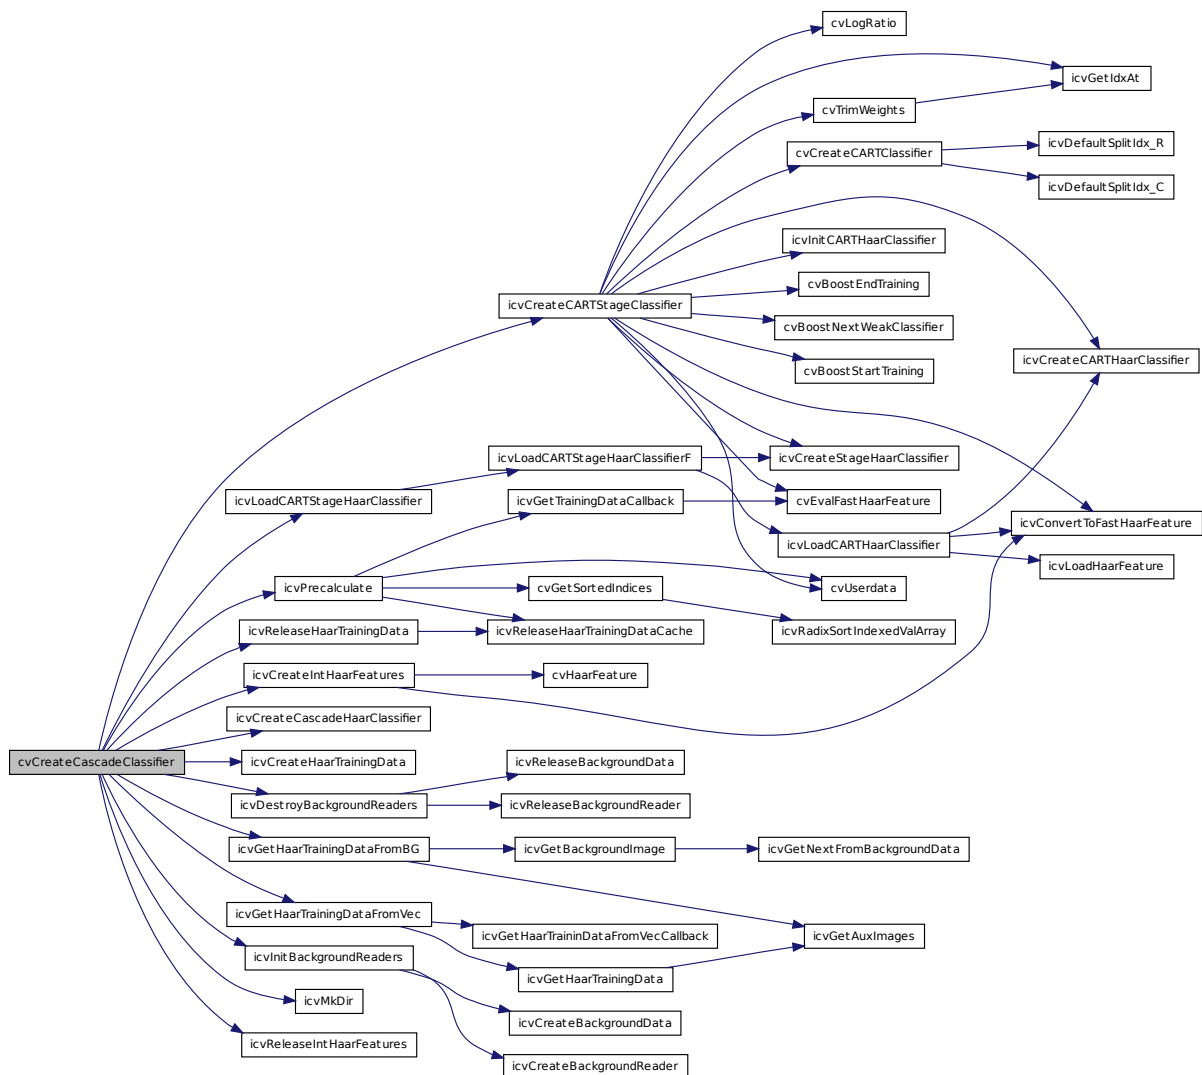 cvLogRatio
icvGetIdxAt
cvTrimWeights
icvDefaultSplitIdx_R
cvCreateCARTClassifier
icvDefaultSplitIdx_C
icvInitCARTHaarClassifier
cvBoostEndTraining
icvCreateCARTStageClassifier
cvBoostNextWeakClassifier
icvCreateCARTHaarClassifier
cvBoostStartTraining
icvLoadCARTStageHaarClassifierF
icvCreateStageHaarClassifier
icvLoadCARTStageHaarClassifier
icvGetTrainingDataCallback
cvEvalFastHaarFeature
icvConvertToFastHaarFeature
icvLoadCARTHaarClassifier
icvLoadHaarFeature
icvPrecalculate
cvGetSortedIndices
cvUserdata
icvReleaseHaarTrainingData
icvReleaseHaarTrainingDataCache
icvRadixSortIndexedValArray
icvCreateIntHaarFeatures
cvHaarFeature
icvCreateCascadeHaarClassifier
cvCreateCascadeClassifier
icvCreateHaarTrainingData
icvReleaseBackgroundData
icvDestroyBackgroundReaders
icvReleaseBackgroundReader
icvGetHaarTrainingDataFromBG
icvGetBackgroundImage
icvGetNextFromBackgroundData
icvGetHaarTrainingDataFromVec
icvGetHaarTraininDataFromVecCallback
icvGetAuxImages
icvInitBackgroundReaders
icvGetHaarTrainingData
icvMkDir
icvCreateBackgroundData
icvReleaseIntHaarFeatures
icvCreateBackgroundReader